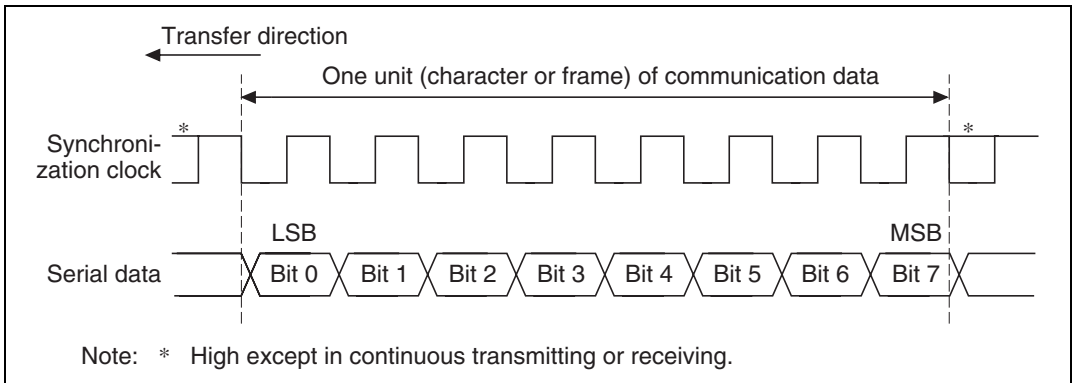 Transfer direction
One unit (character or frame) of communication data
*
*
Synchroni-
zation clock
LSB
MSB
Serial data
Bit 0
Bit 1
Bit 2
Bit 3
Bit 4
Bit 5
Bit 6
Bit 7
Note: * High except in continuous transmitting or receiving.